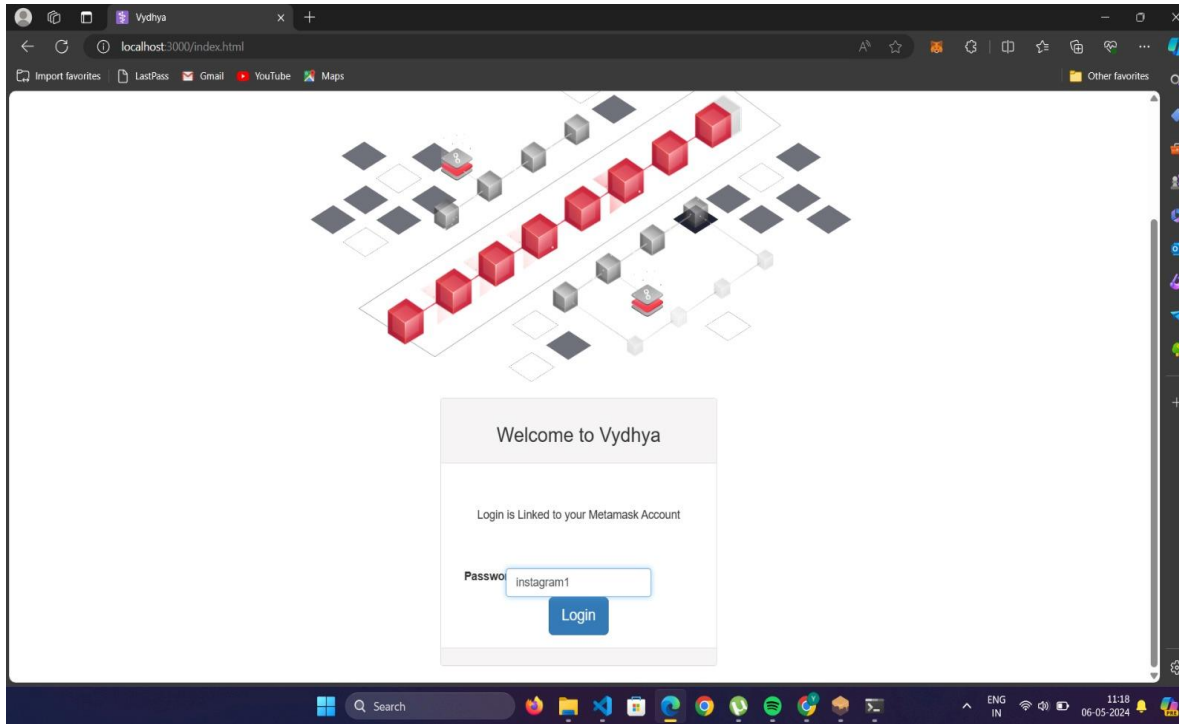 Vydhya
localhost:3000/index.html
Import favorites
LastPass
Gmail
YouTube
Maps
Other favorites
Welcome to Vydhya
Login is Linked to your Metamask Account
Passwo
instagram1
Login
Search
ENG
IN
11:18
06-05-2024